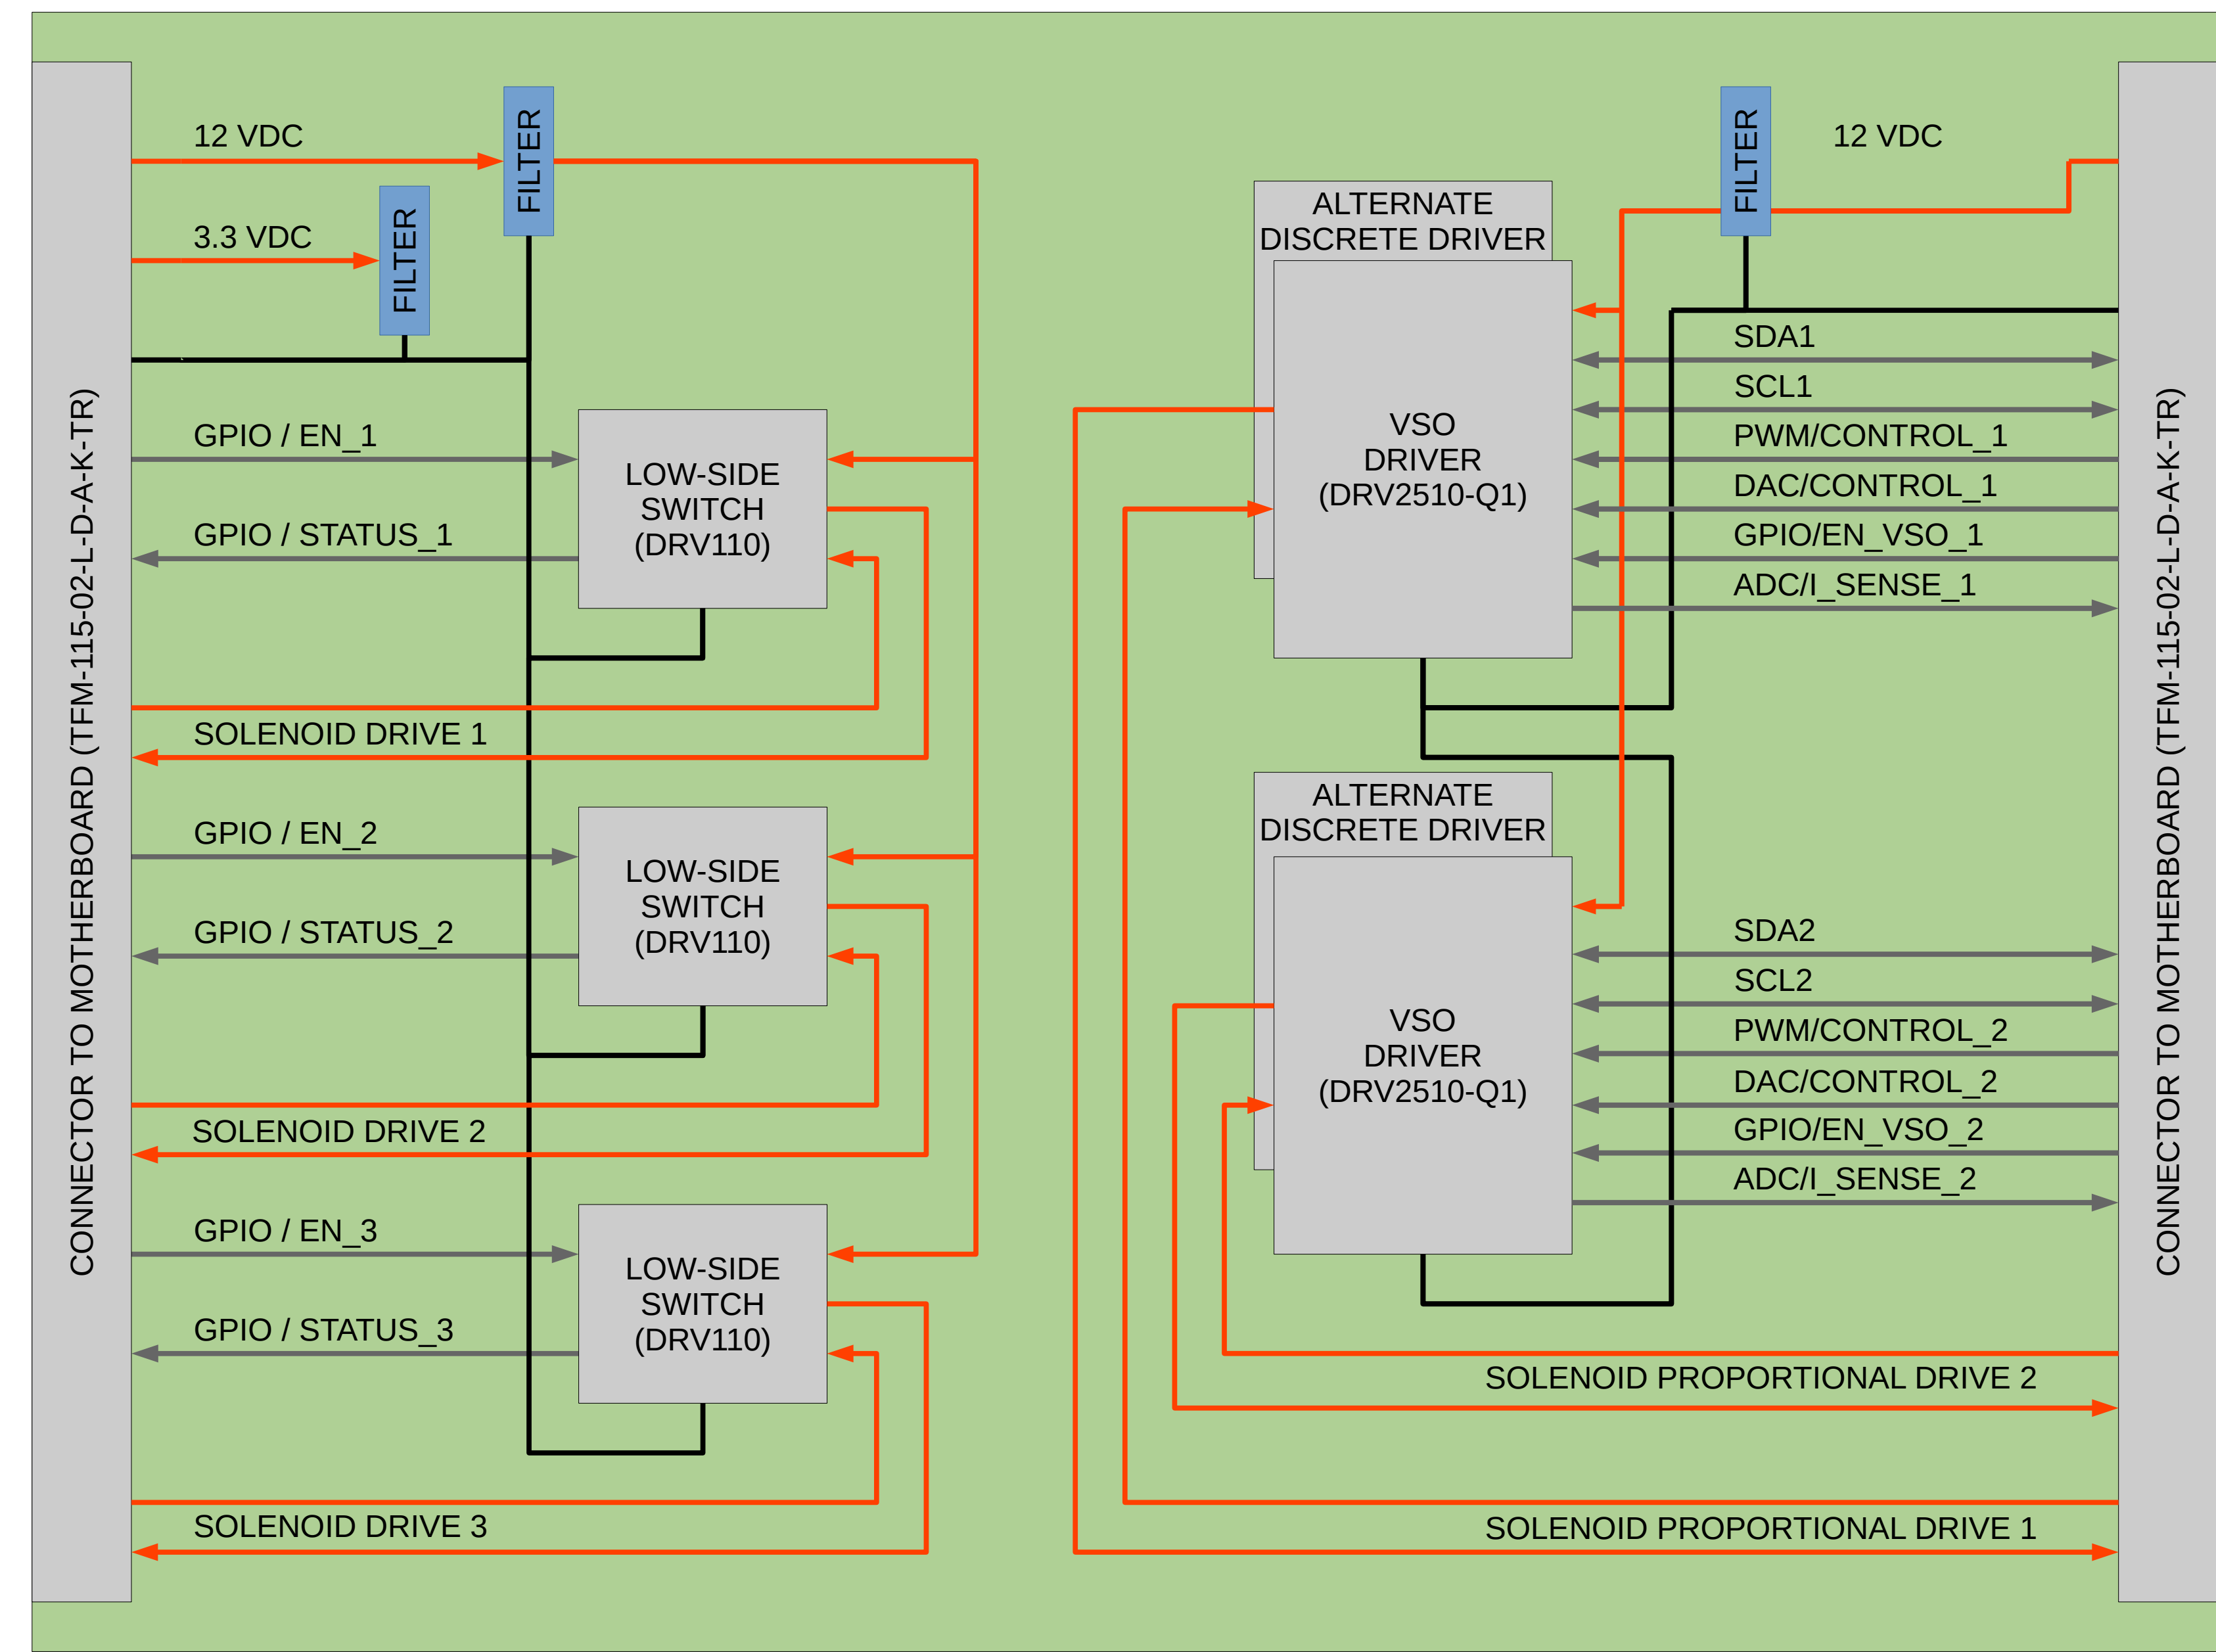 CONNECTOR TO MOTHERBOARD (TFM-115-02-L-D-A-K-TR)
12 VDC
FILTER
3.3 VDC
FILTER
GPIO / EN_1
GPIO / STATUS_1
LOW-SIDE
SWITCH
(DRV110)
SOLENOID DRIVE 1
GPIO / EN_2
GPIO / STATUS_2
LOW-SIDE
SWITCH
(DRV110)
SOLENOID DRIVE 2
GPIO / EN_3
GPIO / STATUS_3
LOW-SIDE
SWITCH
(DRV110)
SOLENOID DRIVE 3
ALTERNATE
DISCRETE DRIVER
VSO
DRIVER
(DRV2510-Q1)
FILTER
12 VDC
SDA1
SCL1
PWM/CONTROL_1
DAC/CONTROL_1
GPIO/EN_VSO_1
ADC/I_SENSE_1
ALTERNATE
DISCRETE DRIVER
VSO
DRIVER
(DRV2510-Q1)
SDA2
SCL2
PWM/CONTROL_2
DAC/CONTROL_2
GPIO/EN_VSO_2
ADC/I_SENSE_2
SOLENOID PROPORTIONAL DRIVE 2
SOLENOID PROPORTIONAL DRIVE 1
CONNECTOR TO MOTHERBOARD (TFM-115-02-L-D-A-K-TR)